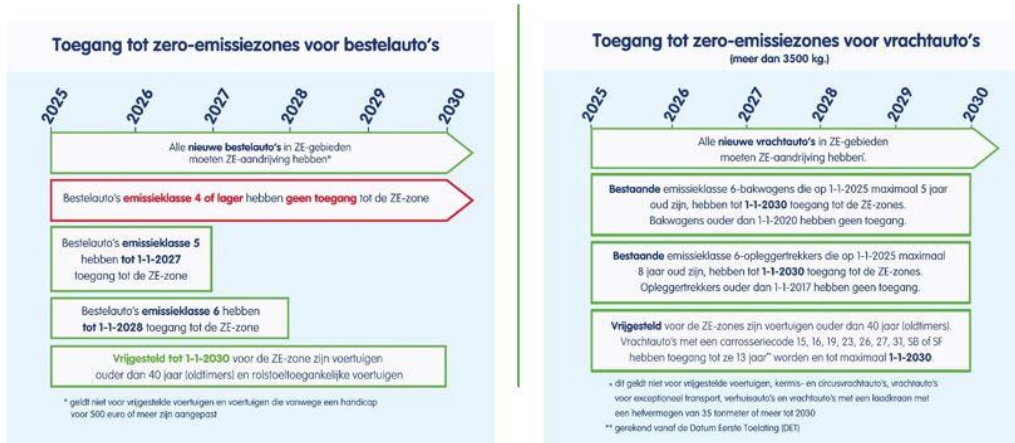 Toegang tot zero-emissiezones voor bestelauto's
2025
2026
2027
2028
2029
2030
Alle nieuwe bestelauto's in ZE-gebieden
moeten ZE-aandrijving hebben*
Bestelauto's emissieklasse 4 of lager hebben geen toegang tot de ZE-zone
Bestelauto's emissieklasse 5
hebben tot 1-1-2027
toegang tot de ZE-zone
Bestelauto's emissieklasse 6 hebben
tot 1-1-2028 toegang tot de ZE-zone
Vrijgesteld tot 1-1-2030 voor de ZE-zone zijn voertuigen
ouder dan 40 jaar (oldtimers) en rolstoeltoegankelijke voertuigen
* geldt niet voor vrijgestelde voertuigen en voertuigen die vanwege een handicap
voor 500 euro of meer zijn aangepast
Toegang tot zero-emissiezones voor vrachtauto's
(meer dan 3500 kg.)
2025
2026
2027
2028
2029
2030
Alle nieuwe vrachtauto's in ZE-gebieden
moeten ZE-aandrijving hebben*.
Bestaande emissieklasse 6-bakwagens die op 1-1-2025 maximaal 5 jaar
oud zijn, hebben tot 1-1-2030 toegang tot de ZE-zones.
Bakwagens ouder dan 1-1-2020 hebben geen toegang.
Bestaande emissieklasse 6-opleggertrekkers die op 1-1-2025 maximaal
8 jaar oud zijn, hebben tot 1-1-2030 toegang tot de ZE-zones.
Opleggertrekkers ouder dan 1-1-2017 hebben geen toegang.
Vrijgesteld voor de ZE-zones zijn voertuigen ouder dan 40 jaar (oldtimers).
Vrachtauto's met een carrosseriecode 15, 16, 19, 23, 26, 27, 31, SB of SF
hebben toegang tot ze 13 jaar** worden en tot maximaal 1-1-2030.
* dit geldt niet voor vrijgestelde voertuigen, kermis- en circusvrachtauto's, vrachtauto's
voor exceptioneel transport, verhuisauto's en vrachtauto's met een laadkraan met
een hefvermogen van 35 tonmeter of meer tot 2030
** gerekend vanaf de Datum Eerste Toelating (DET)